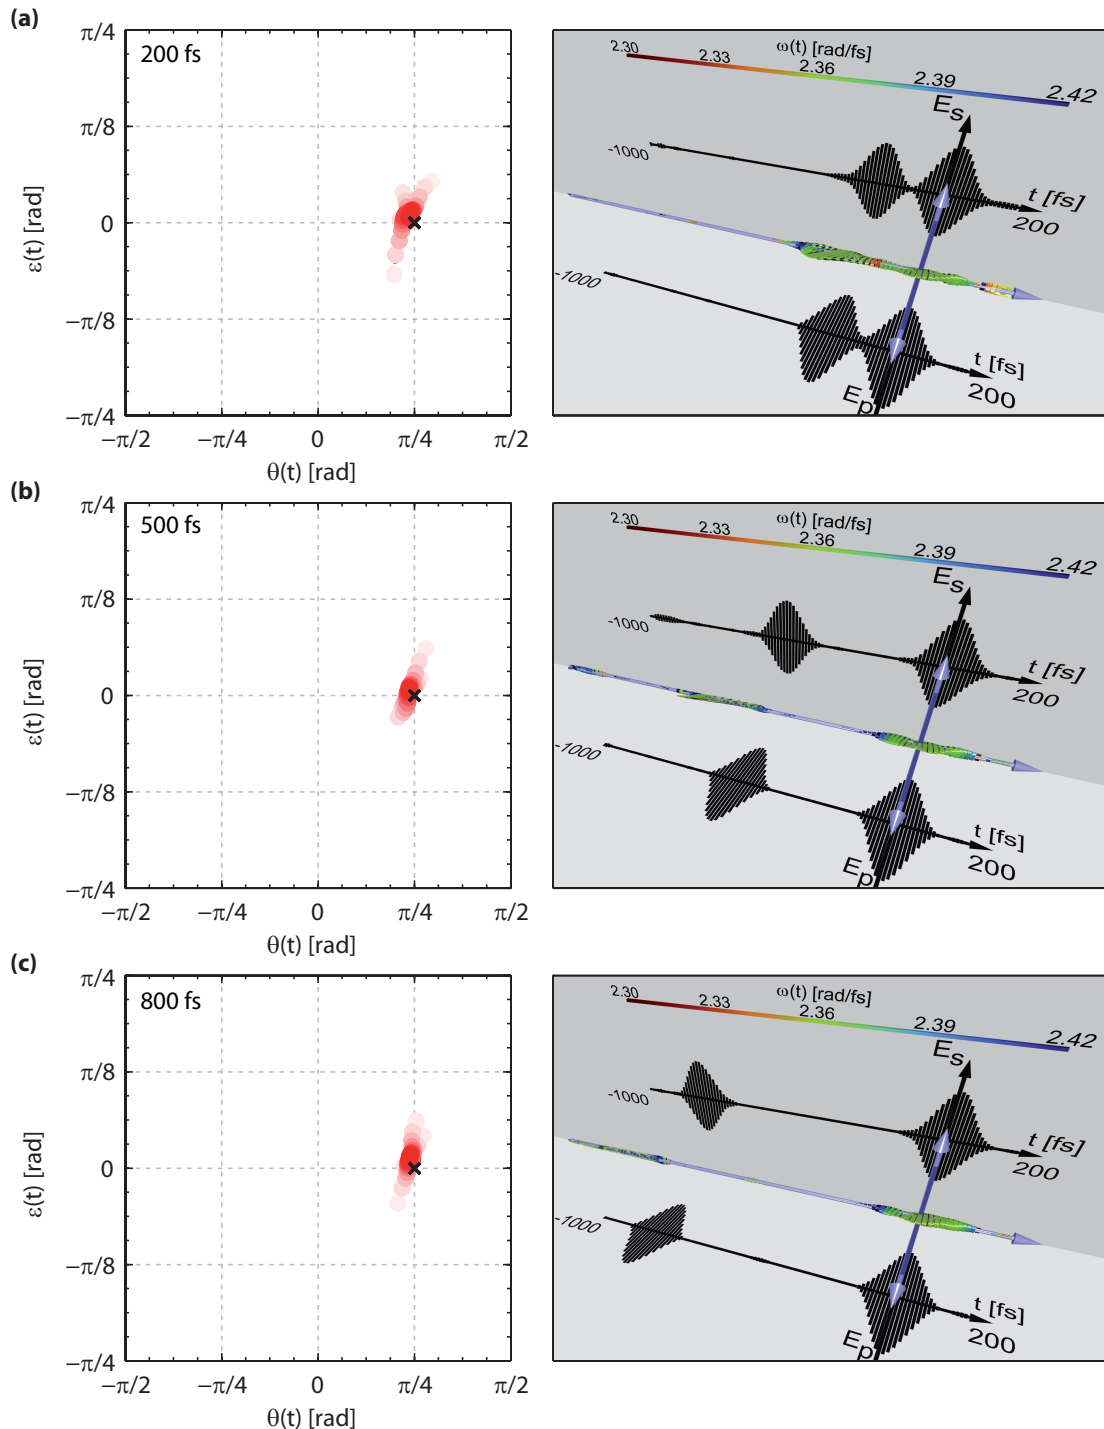 (a)
π/4
200 fs
π/8
0
−π/8
−π/4
ε(t) [rad]
−π/2
−π/4
0
π/4
π/2
θ(t) [rad]
2.30
2.33
ω(t) [rad/fs]
2.36
2.39
2.42
Es
-1000
t [fs]
200
-1000
t [fs]
200
Ep
(b)
π/4
500 fs
π/8
0
−π/8
−π/4
ε(t) [rad]
−π/2
−π/4
0
π/4
π/2
θ(t) [rad]
2.30
2.33
ω(t) [rad/fs]
2.36
2.39
2.42
Es
-1000
t [fs]
200
-1000
t [fs]
200
Ep
(c)
π/4
800 fs
π/8
0
−π/8
−π/4
ε(t) [rad]
−π/2
−π/4
0
π/4
π/2
θ(t) [rad]
2.30
2.33
ω(t) [rad/fs]
2.36
2.39
2.42
Es
-1000
t [fs]
200
-1000
t [fs]
200
Ep